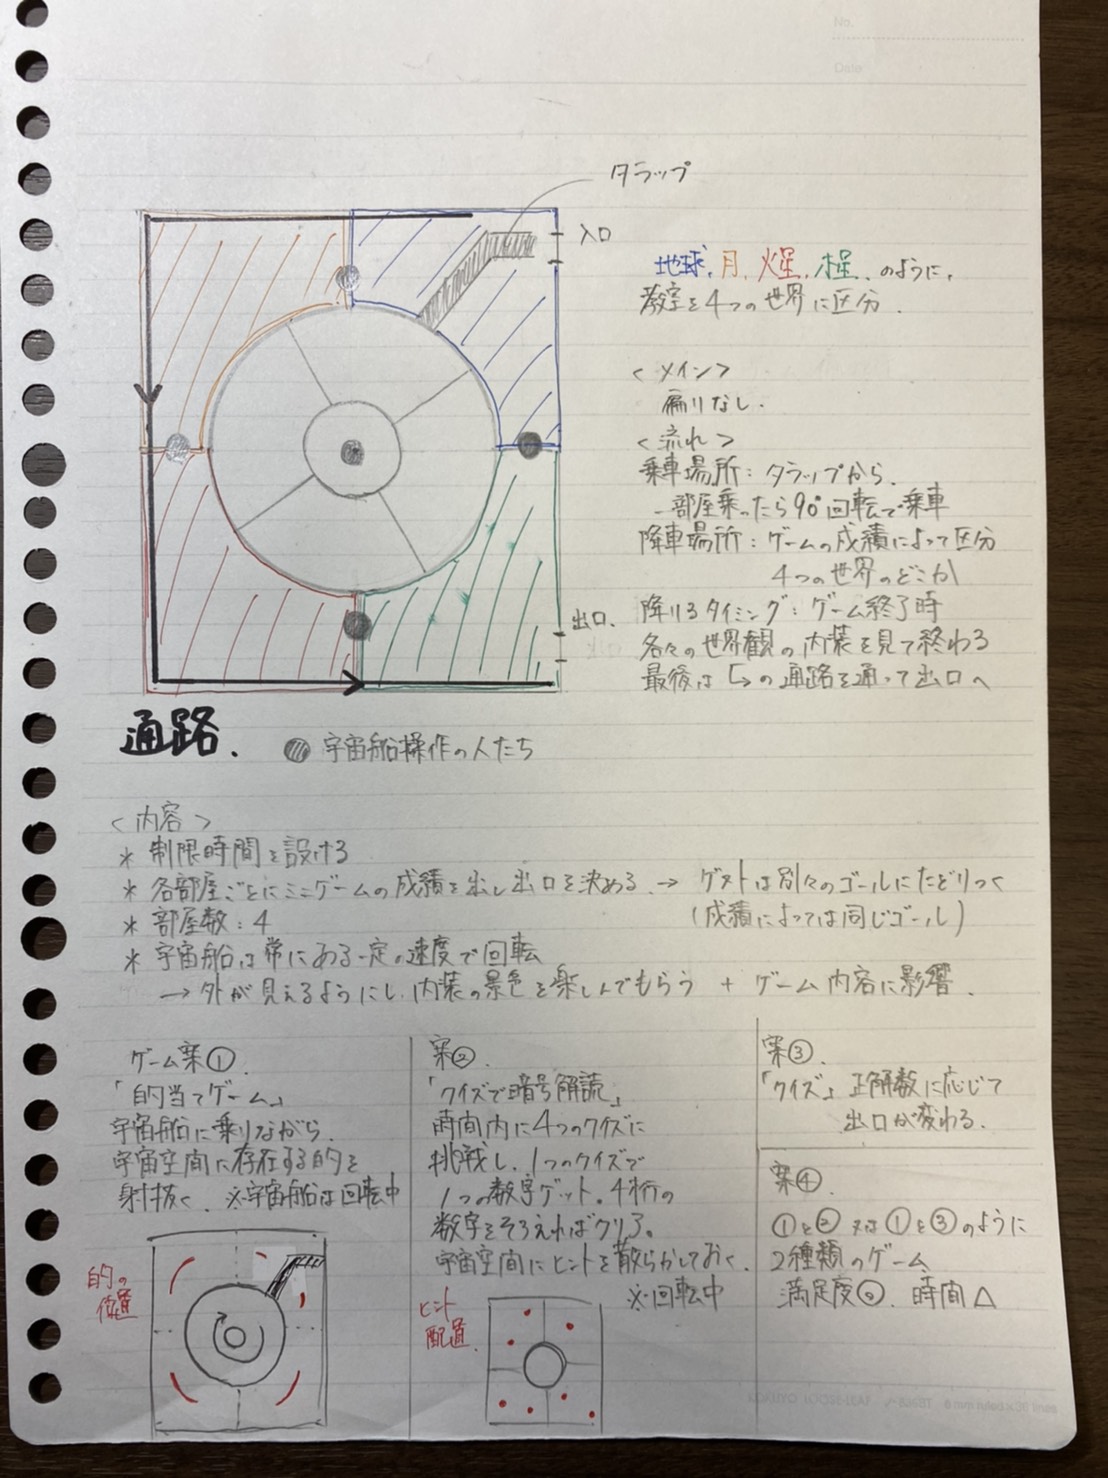 No.
Date
タラップ
入口
地球,月,火星,木星、のように、
教室を4つの世界に区分.
<メイン>
偏りなし.
<流れ>
乗車場所:タラップから.
一部屋乗ったら90°回転で乗車
降車場所:ゲームの成績によって区分
4つの世界のどこか
出口.
降りるタイミング:ゲーム終了時
各々の世界観の内装を見て終わる
最後は の通路を通って出口へ
通路.
宇宙船操作の人たち
<内容>
* 制限時間を設ける
* 各部屋ごとにミニゲームの成績を出し出口を決める.→ ゲストは別々のゴールにたどりつく
(成績によっては同じゴール)
* 部屋数:4
* 宇宙船は常にある一定の速度で回転
→外が見えるようにし、内装の景色を楽しんでもらう + ゲーム内容に影響.
ゲーム案①.
「的当てゲーム」
宇宙船に乗りながら、
宇宙空間に存在する的を
射抜く. ※宇宙船は回転中
的の
位置
案②.
「クイズで暗号解読」
時間内に4つのクイズに
挑戦し、1つのクイズで
1つの数字ゲット。4桁の
数字をそろえればクリア。
宇宙空間にヒントを散らかしておく.
※回転中
ヒント
配置.
案③.
「クイズ」正解数に応じて
出口が変わる.
案④
①と② 又は①と③のように
2種類のゲーム
満足度◎. 時間△